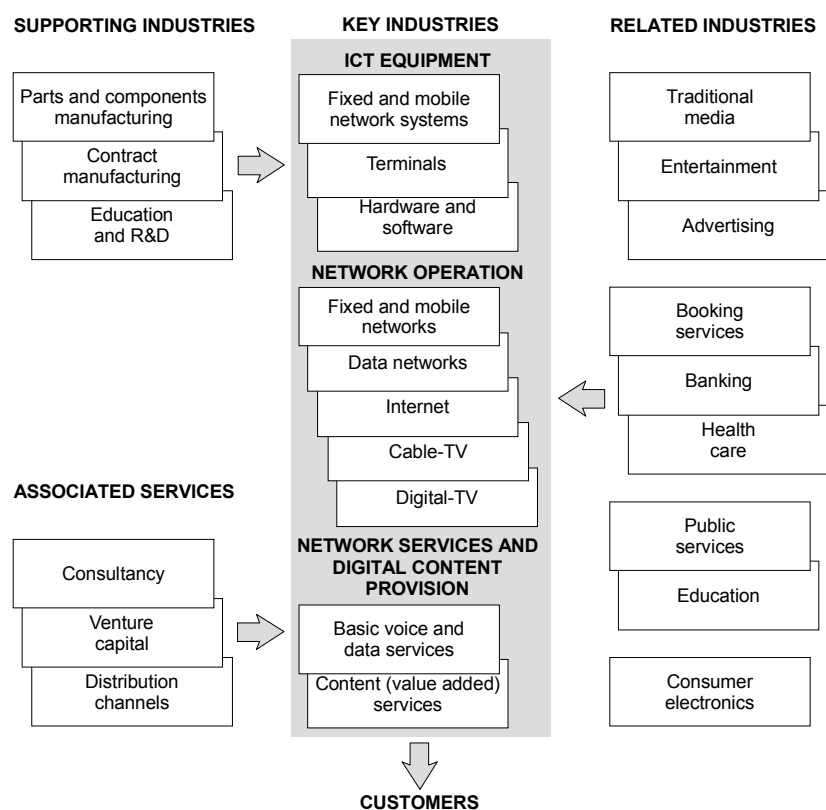 SUPPORTING INDUSTRIES
Parts and components
manufacturing
Contract
manufacturing
Education
and R&D
ASSOCIATED SERVICES
Consultancy
Venture
capital
Distribution
channels
KEY INDUSTRIES
ICT EQUIPMENT
Fixed and mobile
network systems
Terminals
Hardware and
software
NETWORK OPERATION
Fixed and mobile
networks
Data networks
Internet
Cable-TV
Digital-TV
NETWORK SERVICES AND
DIGITAL CONTENT
PROVISION
Basic voice and
data services
Content (value added)
services
CUSTOMERS
RELATED INDUSTRIES
Traditional
media
Entertainment
Advertising
Booking
services
Banking
Health
care
Public
services
Education
Consumer
electronics